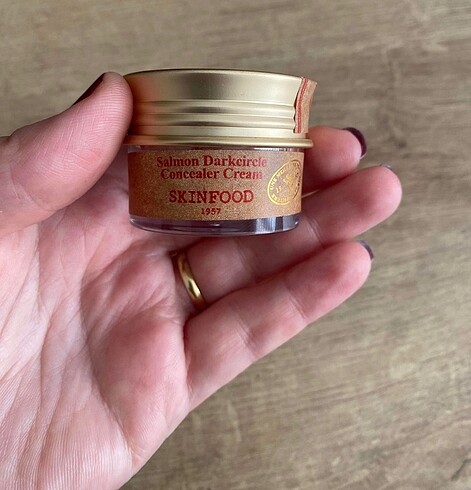 Salmon Darkcircle
Concealer Cream
SKINFOOD
1957